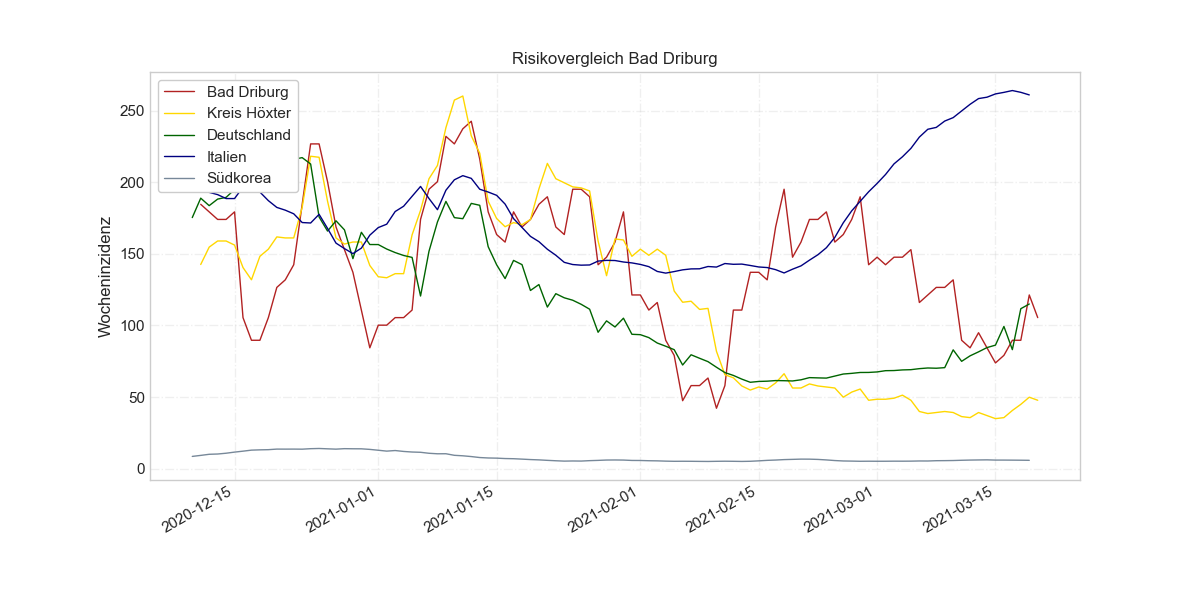 Risikovergleich Bad Driburg
Wocheninzidenz
250
200
150
100
50
0
Bad Driburg
Kreis Höxter
Deutschland
Italien
Südkorea
2020-12-15
2021-01-01
2021-01-15
2021-02-01
2021-02-15
2021-03-01
2021-03-15